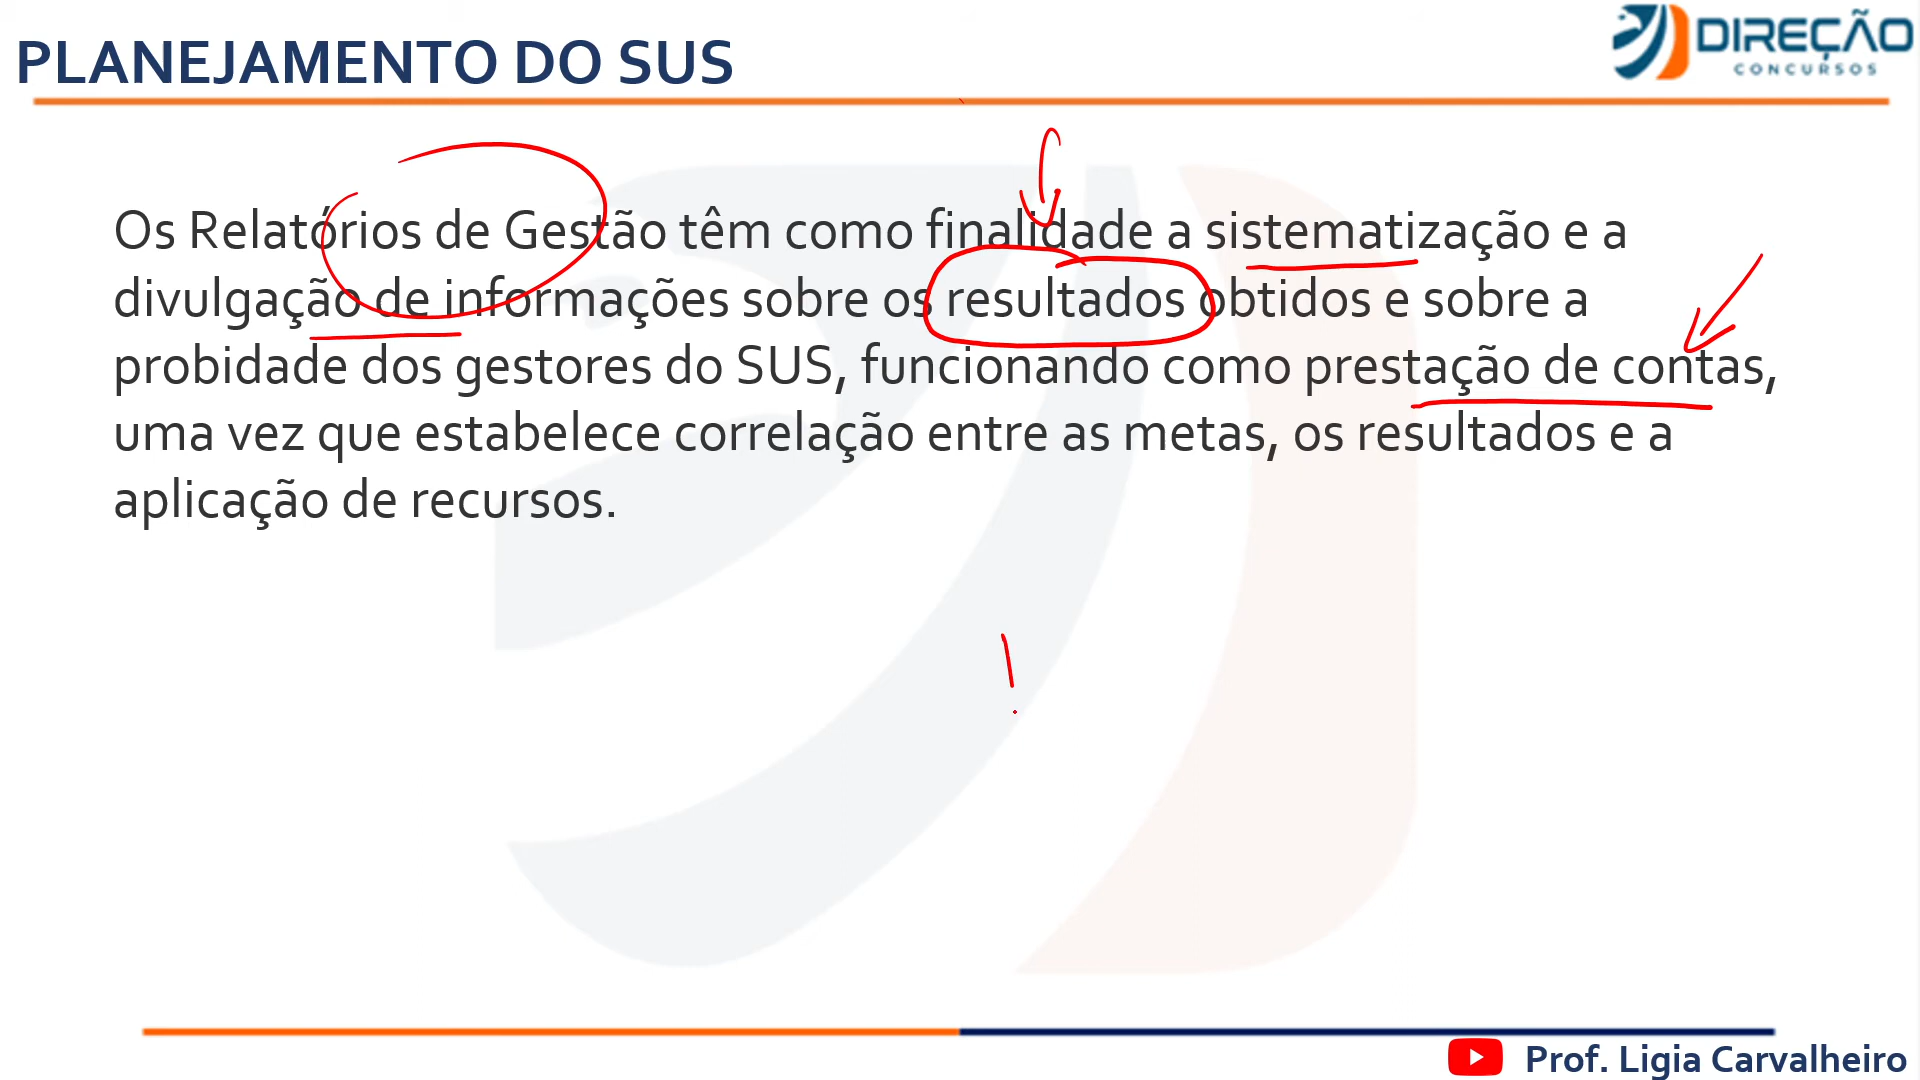 PLANEJAMENTO DO SUS
DIREÇÃO
CONCURSOS
Os Relatórios de Gestão têm como finalidade a sistematização e a
divulgação de informações sobre os resultados obtidos e sobre a
probidade dos gestores do SUS, funcionando como prestação de contas,
uma vez que estabelece correlação entre as metas, os resultados e a
aplicação de recursos.
!
Prof. Ligia Carvalheiro